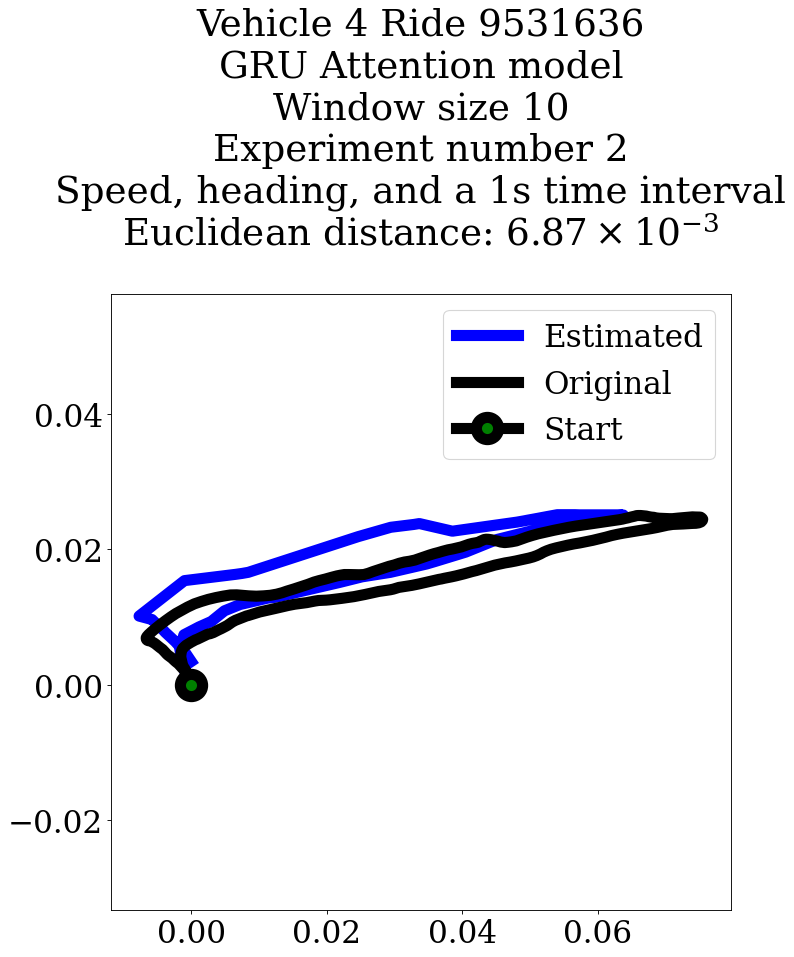 Vehicle 4 Ride 9531636
GRU Attention model
Window size 10
Experiment number 2
Speed, heading, and a 1s time interval
Euclidean distance: 6.87 × 10⁻³
Estimated
Original
Start
0.04
0.02
0.00
−0.02
0.00 0.02 0.04 0.06